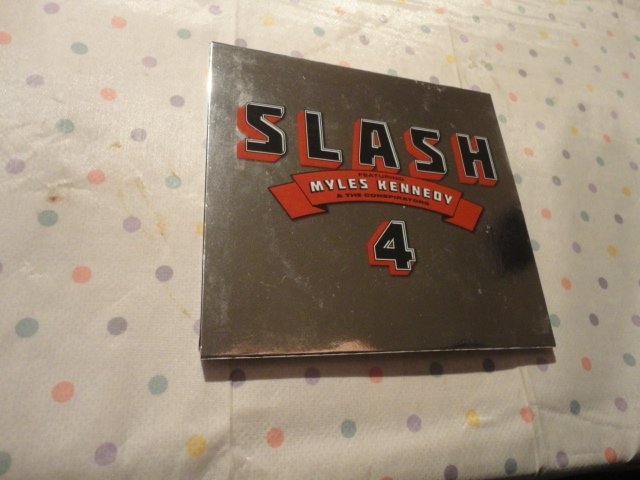 SLASH
FEATURING
MYLES KENNEDY
& THE CONSPIRATORS
4